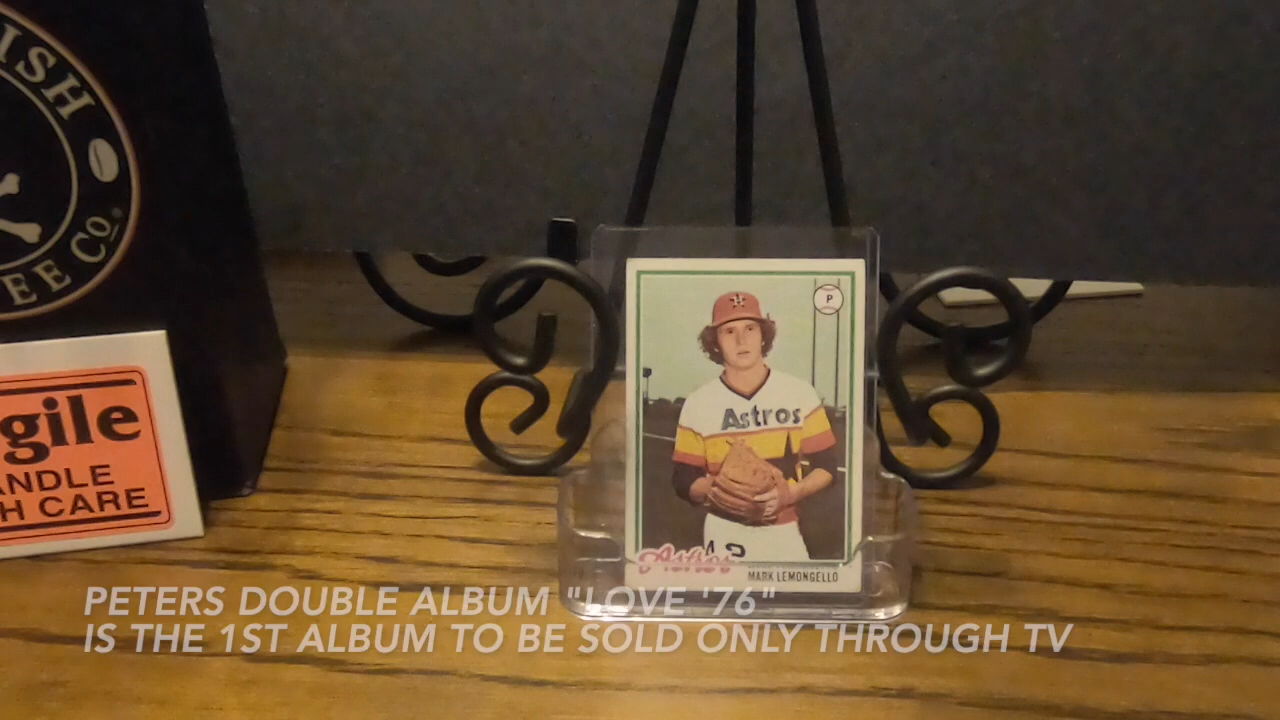 ISH
EE Co.
gile
ANDLE
H CARE
P
Astros
Astros
MARK LEMONGELLO
PETERS DOUBLE ALBUM "LOVE '76"
IS THE 1ST ALBUM TO BE SOLD ONLY THROUGH TV